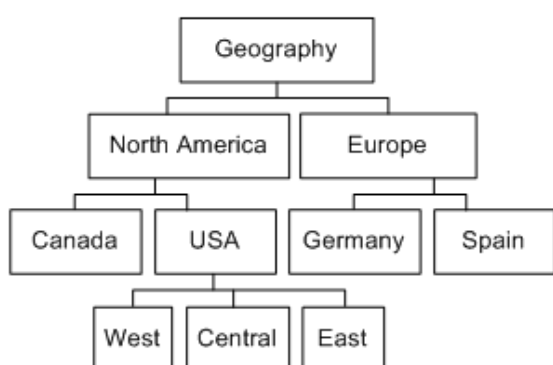 Geography
North America
Europe
Canada
USA
Germany
Spain
West
Central
East